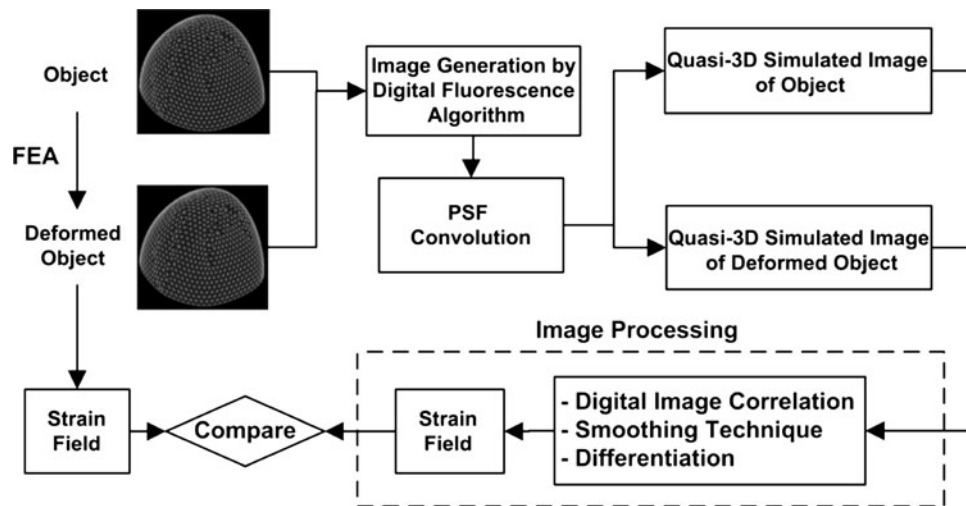 Object
FEA
Deformed
Object
Image Generation by
Digital Fluorescence
Algorithm
PSF
Convolution
Quasi-3D Simulated Image
of Object
Quasi-3D Simulated Image
of Deformed Object
Image Processing
Strain
Field
Compare
Strain
Field
- Digital Image Correlation
- Smoothing Technique
- Differentiation